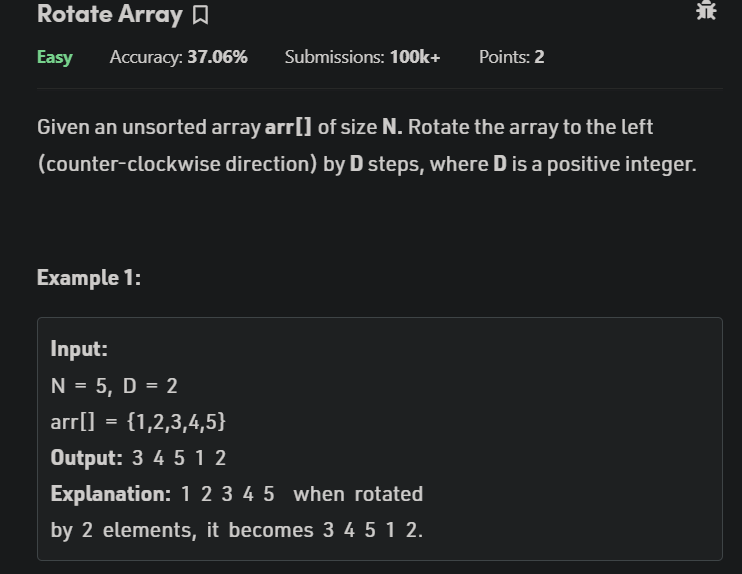 Rotate Array
Easy Accuracy: 37.06% Submissions: 100k+ Points: 2
Given an unsorted array arr[] of size N. Rotate the array to the left
(counter-clockwise direction) by D steps, where D is a positive integer.
Example 1:
Input:
N = 5, D = 2
arr[] = {1,2,3,4,5}
Output: 3 4 5 1 2
Explanation: 1 2 3 4 5 when rotated
by 2 elements, it becomes 3 4 5 1 2.